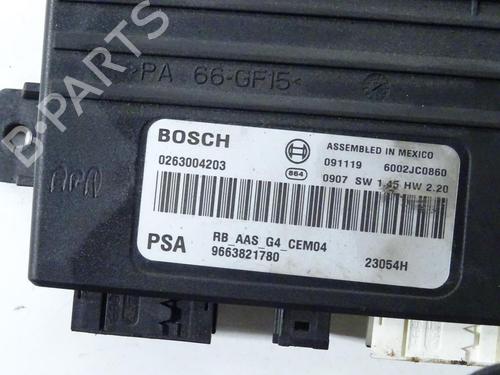 >PA 66-GF15<
B-PARTS
BOSCH
0263004203
864
ASSEMBLED IN MEXICO
091119 6002JC0860
0907 SW 1.45 HW 2.20
PSA
RB_AAS_G4_CEM04
9663821780
23054H